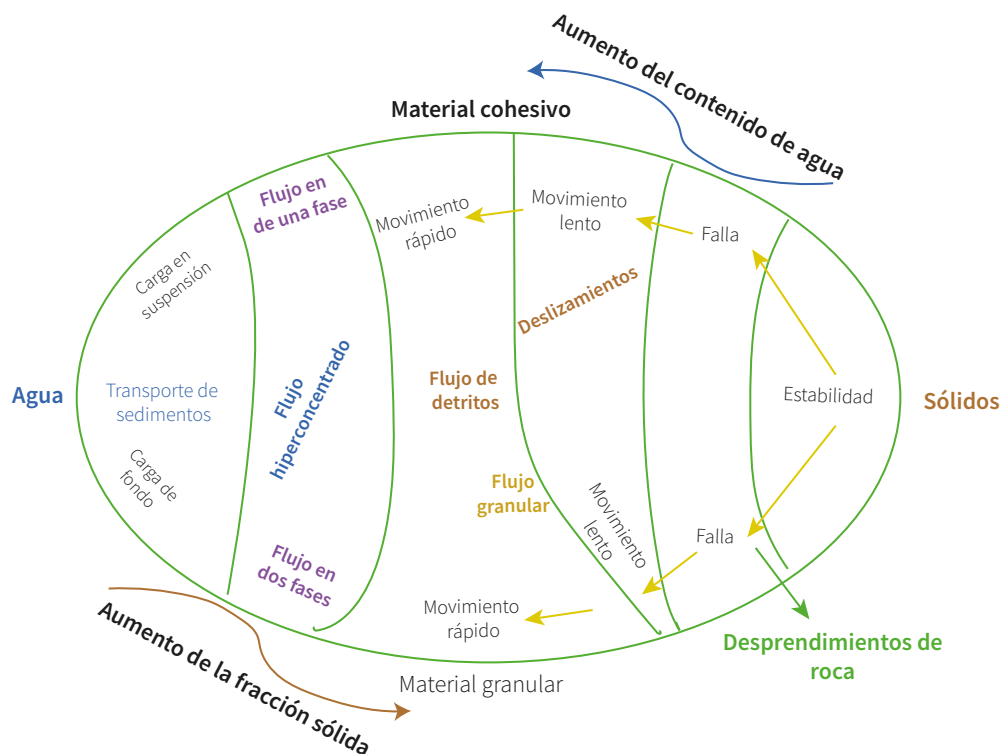 Aumento del contenido de agua
Material cohesivo
Flujo en
de una fase
Movimiento
rápido
Movimiento
lento
Falla
Carga en
suspensión
Deslizamientos
Agua
Transporte de
sedimentos
Flujo
hiperconcentrado
Flujo de
detritos
Estabilidad
Sólidos
Carga de
fondo
Flujo
granular
Movimiento
lento
Falla
Flujo en
dos fases
Movimiento
rápido
Desprendimientos de
roca
Aumento de la fracción sólida
Material granular